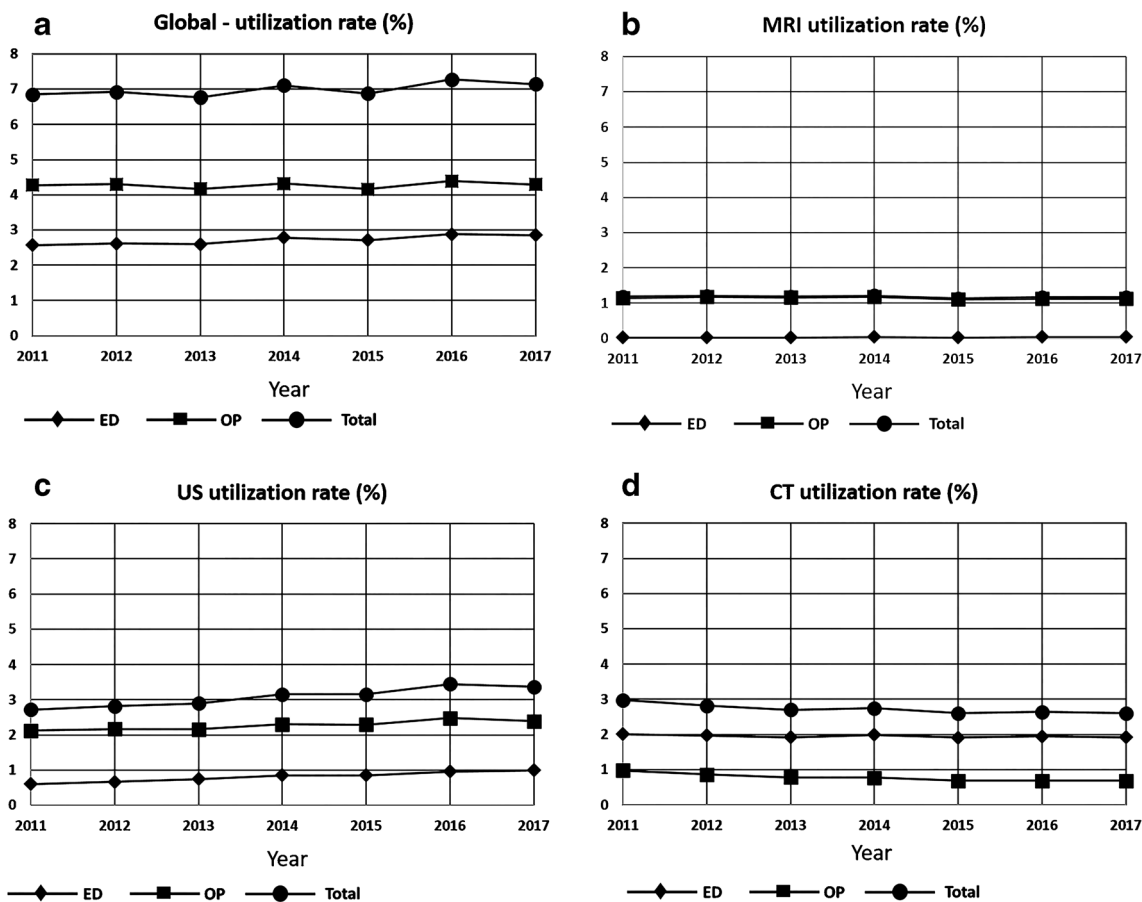 a Global - utilization rate (%)
8
7
6
5
4
3
2
1
0
2011 2012 2013 2014 2015 2016 2017
Year
ED OP Total
b MRI utilization rate (%)
8
7
6
5
4
3
2
1
0
2011 2012 2013 2014 2015 2016 2017
Year
ED OP Total
c US utilization rate (%)
8
7
6
5
4
3
2
1
0
2011 2012 2013 2014 2015 2016 2017
Year
ED OP Total
d CT utilization rate (%)
8
7
6
5
4
3
2
1
0
2011 2012 2013 2014 2015 2016 2017
Year
ED OP Total